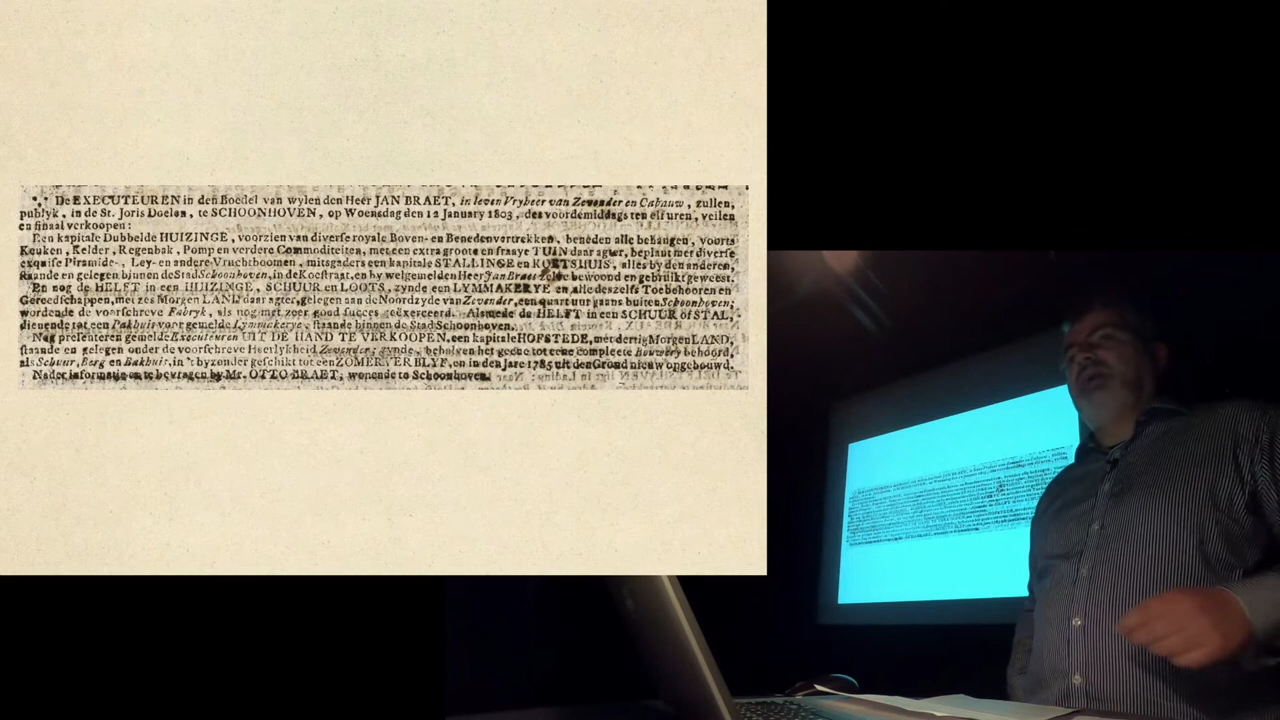 De EXECUTEUREN in den Boedel van wylen den Heer JAN BRAET, in leven Vryheer van Zevender en Cabauw, zullen,
publyk, in de St. Joris Doelen, te SCHOONHOVEN, op Woensdag den 12 January 1803, des voordemiddags ten elf uren, veilen
en finaal verkoopen:
Een kapitale Dubbelde HUIZINGE, voorzien van diverse royale Boven- en Benedenvertrekken, beneden alle behangen, voorts
Keuken, Kelder, Regenbak, Pomp en verdere Commoditeiten, met een extra groote en fraaye TUIN daar agter, beplant met diverse
exquise Piramide-, Ley- en andere Vruchtboomen, mitsgaders een kapitale STALLINGE en KOETSHUIS, alles by den anderen,
staande en gelegen binnen de Stad Schoonhoven, in de Koestraat, en by welgemelden Heer Jan Braet zelve bewoond en gebruikt geweest.
En nog de HELFT in een HUIZINGE, SCHUUR en LOOTS, zynde een LYMMAKERYE en alle deszelfs Toebehooren en
Gereedschappen, met zes Morgen LAND daar agter, gelegen aan de Noordzyde van Zevender, een quart uur gaans buiten Schoonhoven;
wordende de voorschreve Fabryk, als nog met zeer goed succes geëxerceerd. Alsmede de HELFT in een SCHUUR of STAL,
dienende tot een Pakhuis voor gemelde Lymmakerye, staande binnen de Stad Schoonhoven.
Nog presenteren gemelde Executeuren UIT DE HAND TE VERKOOPEN, een kapitale HOFSTEDE, met dertig Morgen LAND,
staande en gelegen onder de voorschreve Heerlykheid Zevender; zynde, behalven het geene tot eene compleete Bouwery behoord,
als Schuur, Berg en Bakhuis, in 't byzonder geschikt tot een ZOMERVERBLYF, en in den Jare 1785 uit den Grond nieuw opgebouwd.
Nader informatie en te bevragen by Mr. OTTO BRAET, wonende te Schoonhoven.